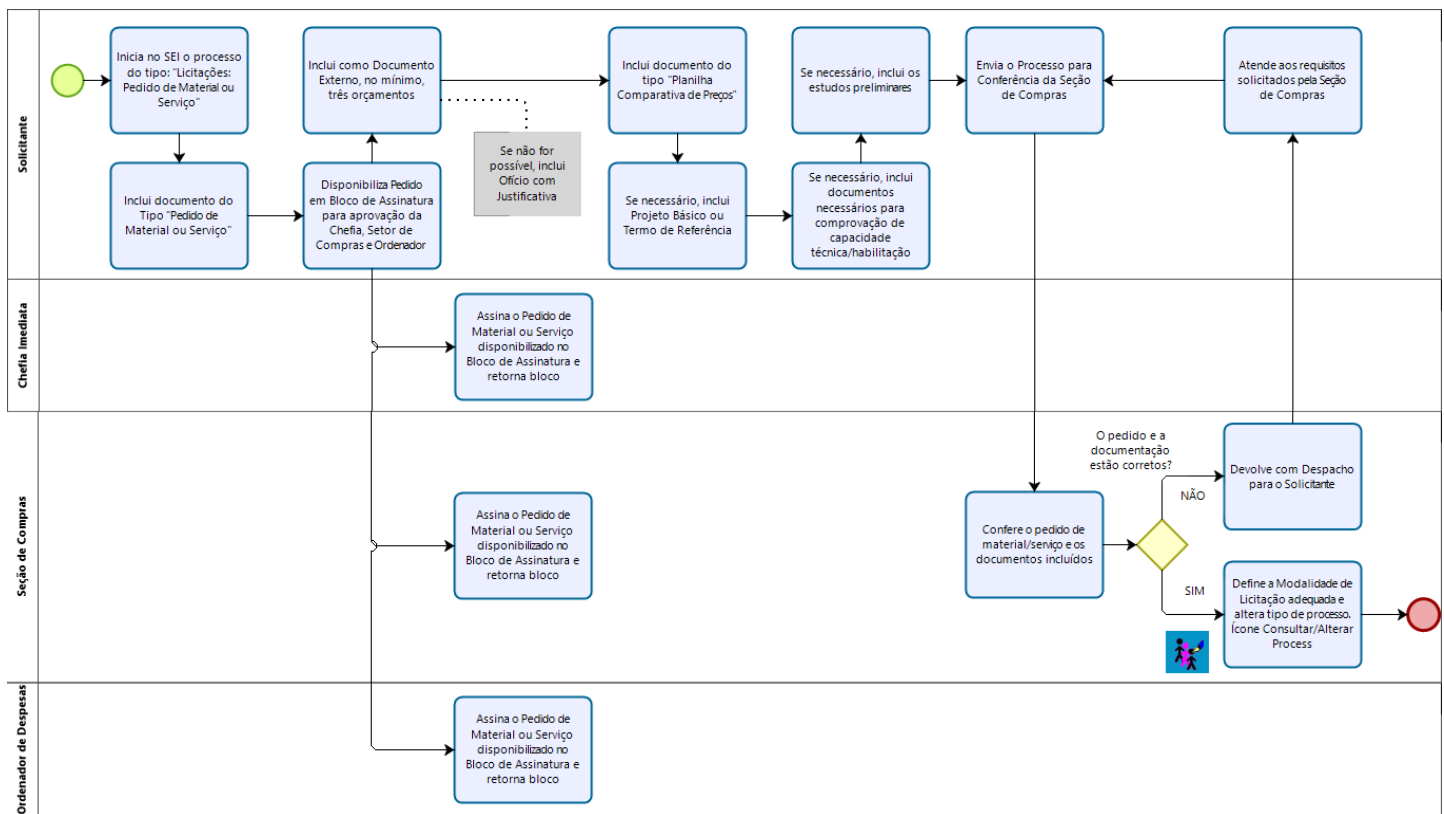 Solicitante
Inicia no SEI o processo
do tipo: "Licitações:
Pedido de Material ou
Serviço"
Inclui documento do
Tipo "Pedido de
Material ou Serviço"
Disponibiliza Pedido
em Bloco de Assinatura
para aprovação da
Chefia, Setor de
Compras e Ordenador
Inclui como Documento
Externo, no mínimo,
três orçamentos
Se não for
possível, inclui
Ofício com
Justificativa
Inclui documento do
tipo "Planilha
Comparativa de Preços"
Se necessário, inclui
Projeto Básico ou
Termo de Referência
Se necessário, inclui
documentos
necessários para
comprovação de
capacidade
técnica/habilitação
Se necessário, inclui os
estudos preliminares
Envia o Processo para
Conferência da Seção
de Compras
Atende aos requisitos
solicitados pela Seção
de Compras
Chefia Imediata
Assina o Pedido de
Material ou Serviço
disponibilizado no
Bloco de Assinatura e
retorna bloco
Seção de Compras
Assina o Pedido de
Material ou Serviço
disponibilizado no
Bloco de Assinatura e
retorna bloco
Confere o pedido de
material/serviço e os
documentos incluídos
O pedido e a
documentação
estão corretos?
NÃO
Devolve com Despacho
para o Solicitante
SIM
Define a Modalidade de
Licitação adequada e
altera tipo de processo.
Ícone Consultar/Alterar
Process
Ordenador de Despesas
Assina o Pedido de
Material ou Serviço
disponibilizado no
Bloco de Assinatura e
retorna bloco